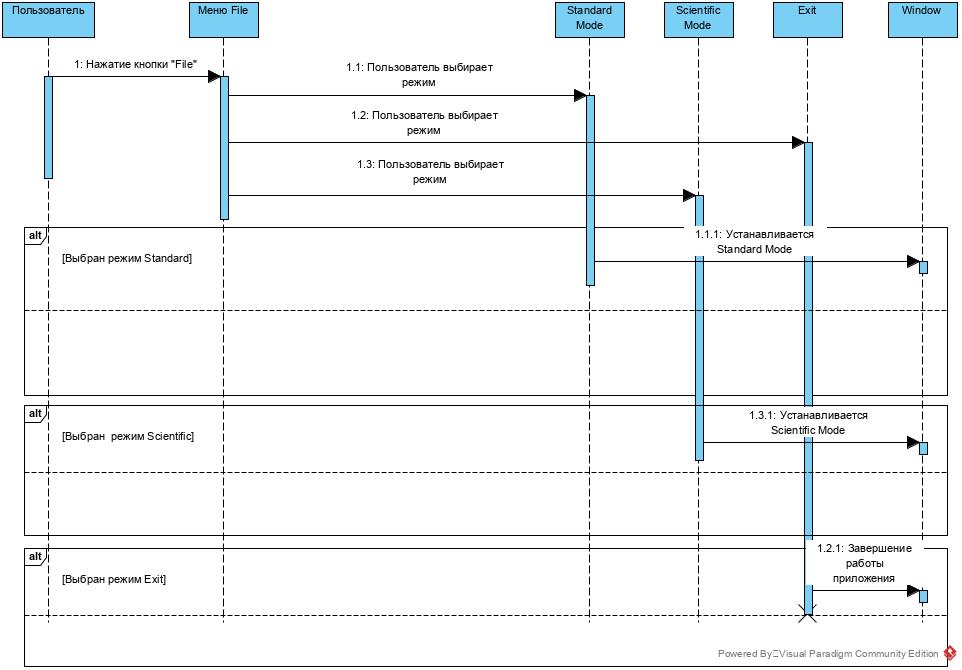 Пользователь
Меню File
Standard
Mode
Scientific
Mode
Exit
Window
1: Нажатие кнопки "File"
1.1: Пользователь выбирает
режим
1.2: Пользователь выбирает
режим
1.3: Пользователь выбирает
режим
alt
[Выбран режим Standard]
1.1.1: Устанавливается
Standard Mode
alt
[Выбран режим Scientific]
1.3.1: Устанавливается
Scientific Mode
alt
[Выбран режим Exit]
1.2.1: Завершение
работы
приложения
Powered By Visual Paradigm Community Edition